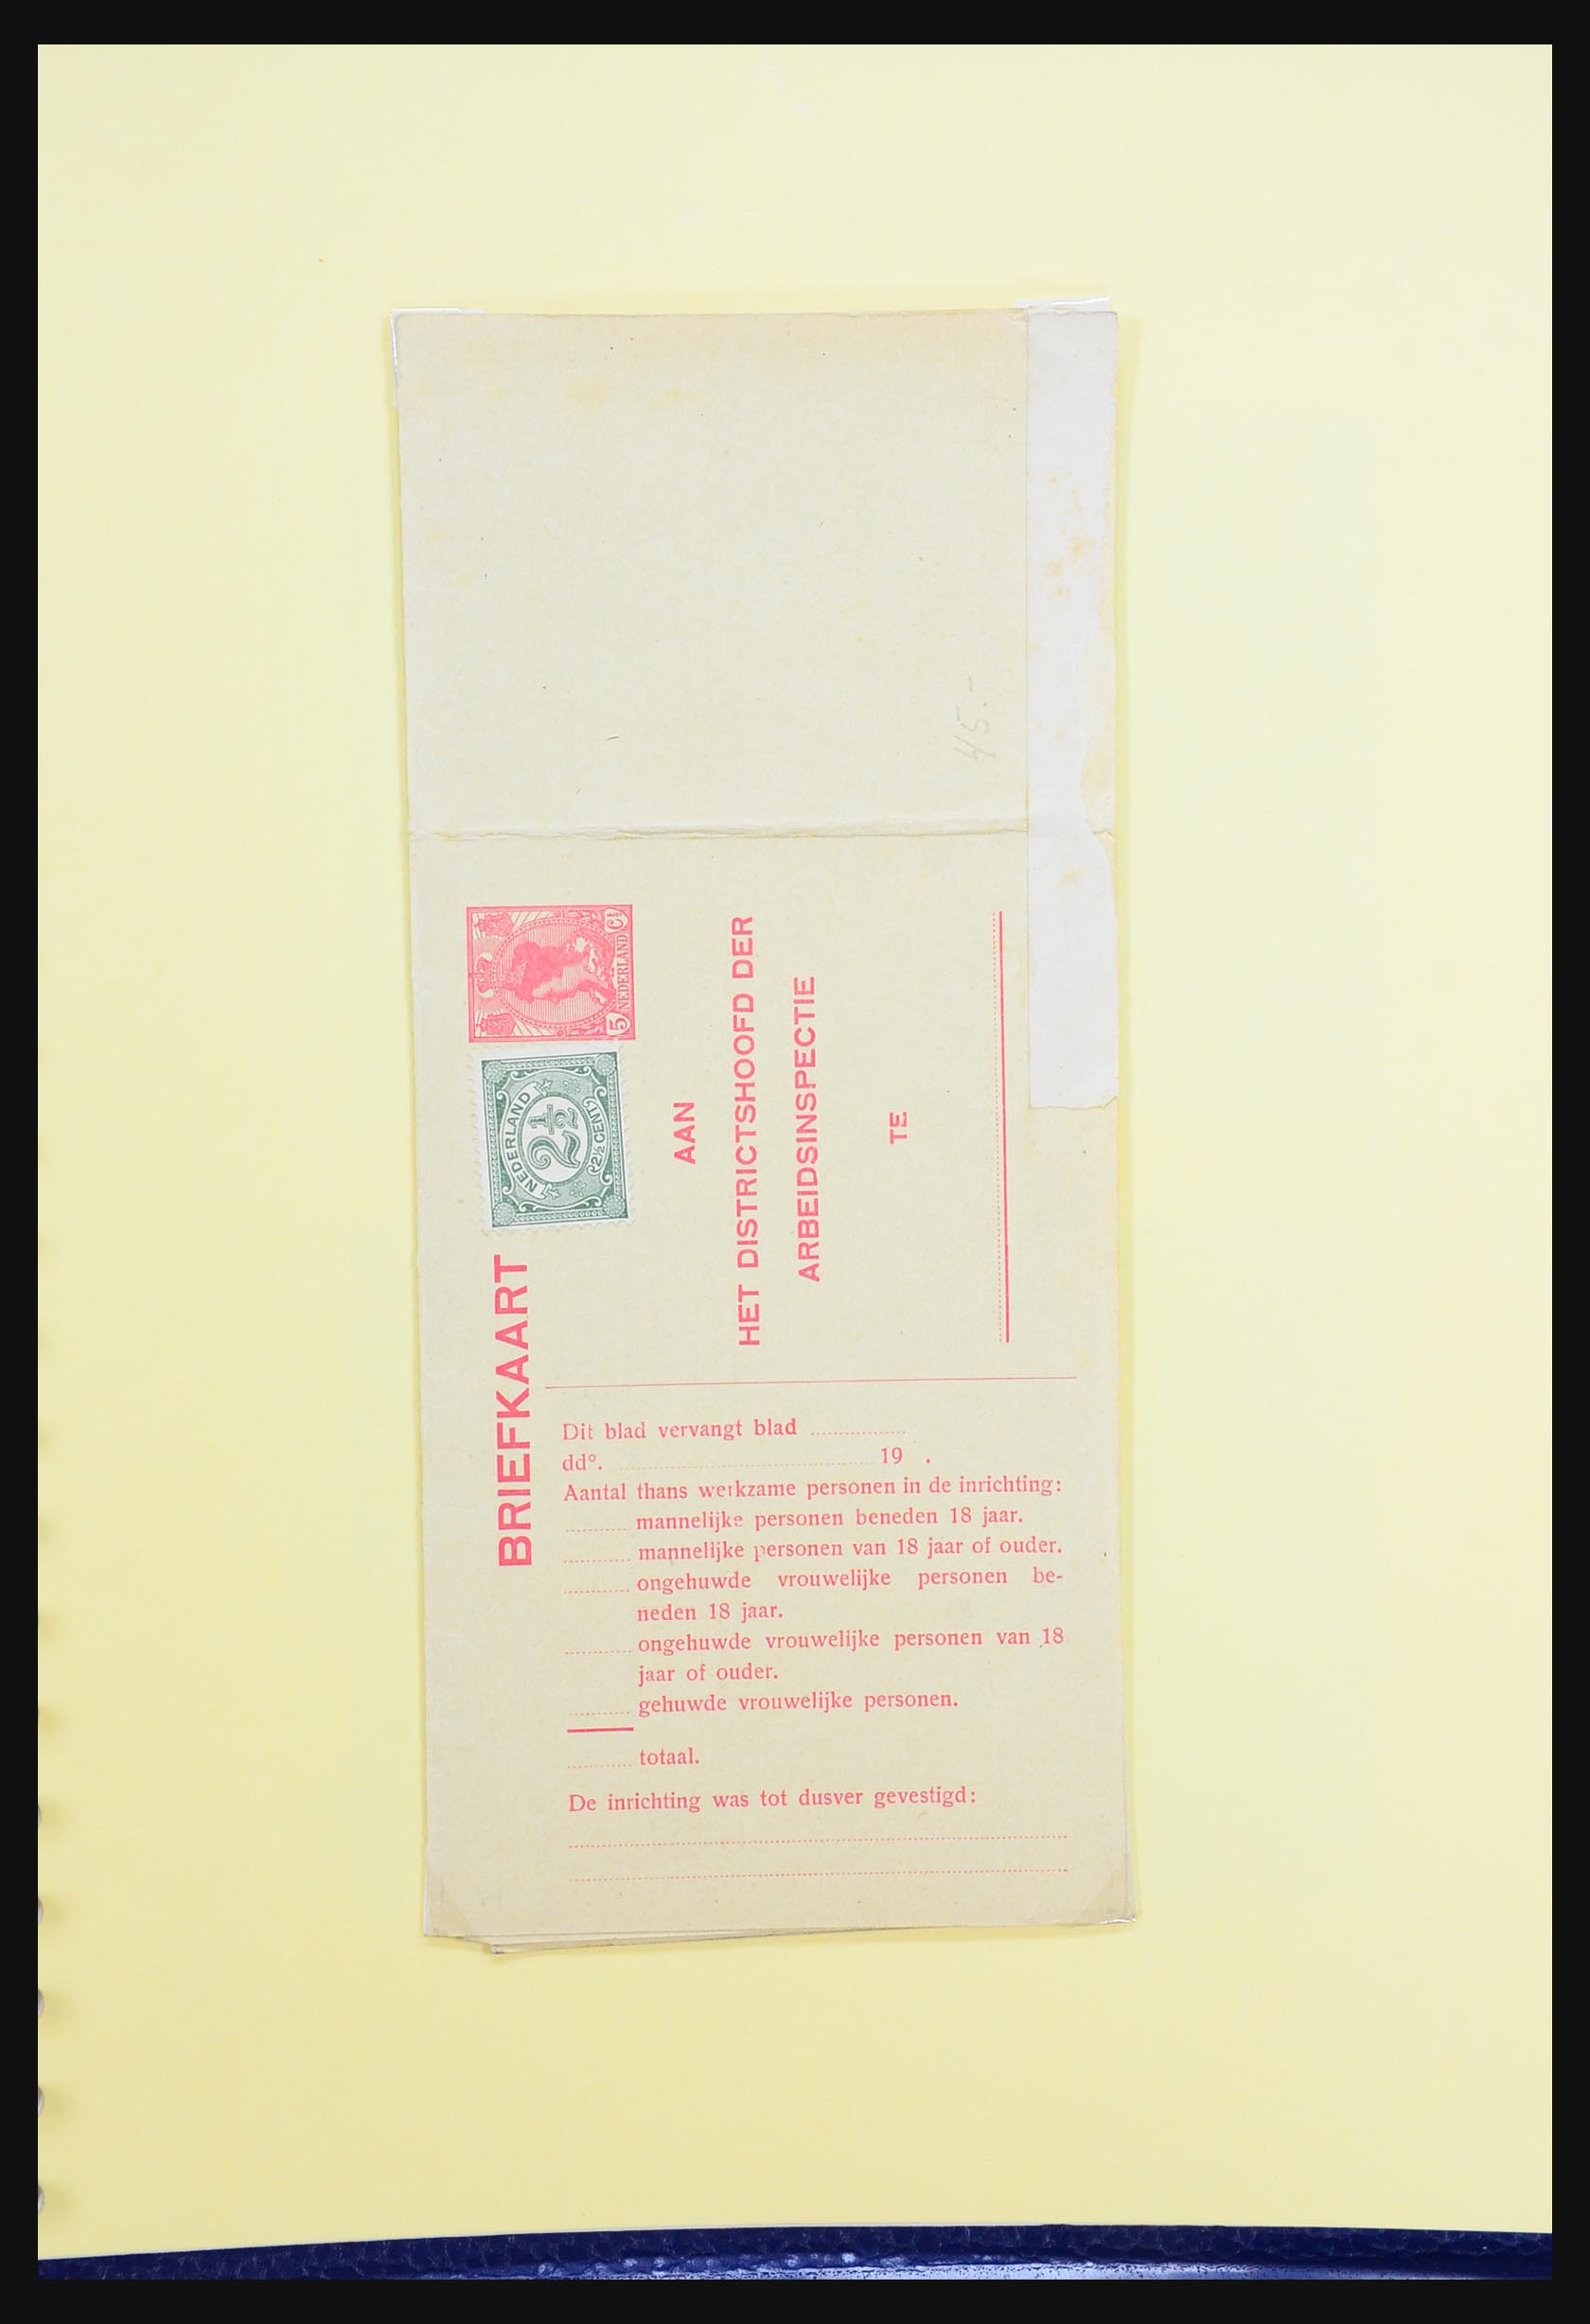 45.-
BRIEFKAART
NEDERLAND
2½
(2½ CENT)
5 NEDERLAND Ct
AAN
HET DISTRICTSHOOFD DER
ARBEIDSINSPECTIE
TE
Dit blad vervangt blad
ddº. 19 .
Aantal thans werkzame personen in de inrichting:
mannelijke personen beneden 18 jaar.
mannelijke personen van 18 jaar of ouder.
ongehuwde vrouwelijke personen be-
neden 18 jaar.
ongehuwde vrouwelijke personen van 18
jaar of ouder.
gehuwde vrouwelijke personen.
totaal.
De inrichting was tot dusver gevestigd: